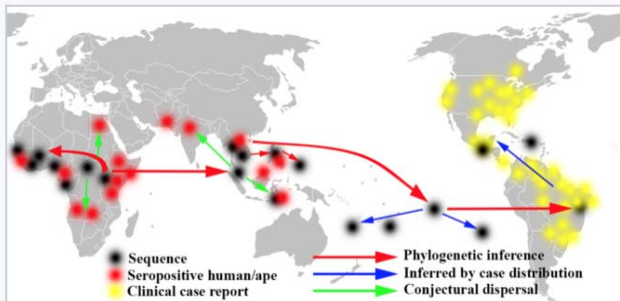 Sequence
Seropositive human/ape
Clinical case report
Phylogenetic inference
Inferred by case distribution
Conjectural dispersal